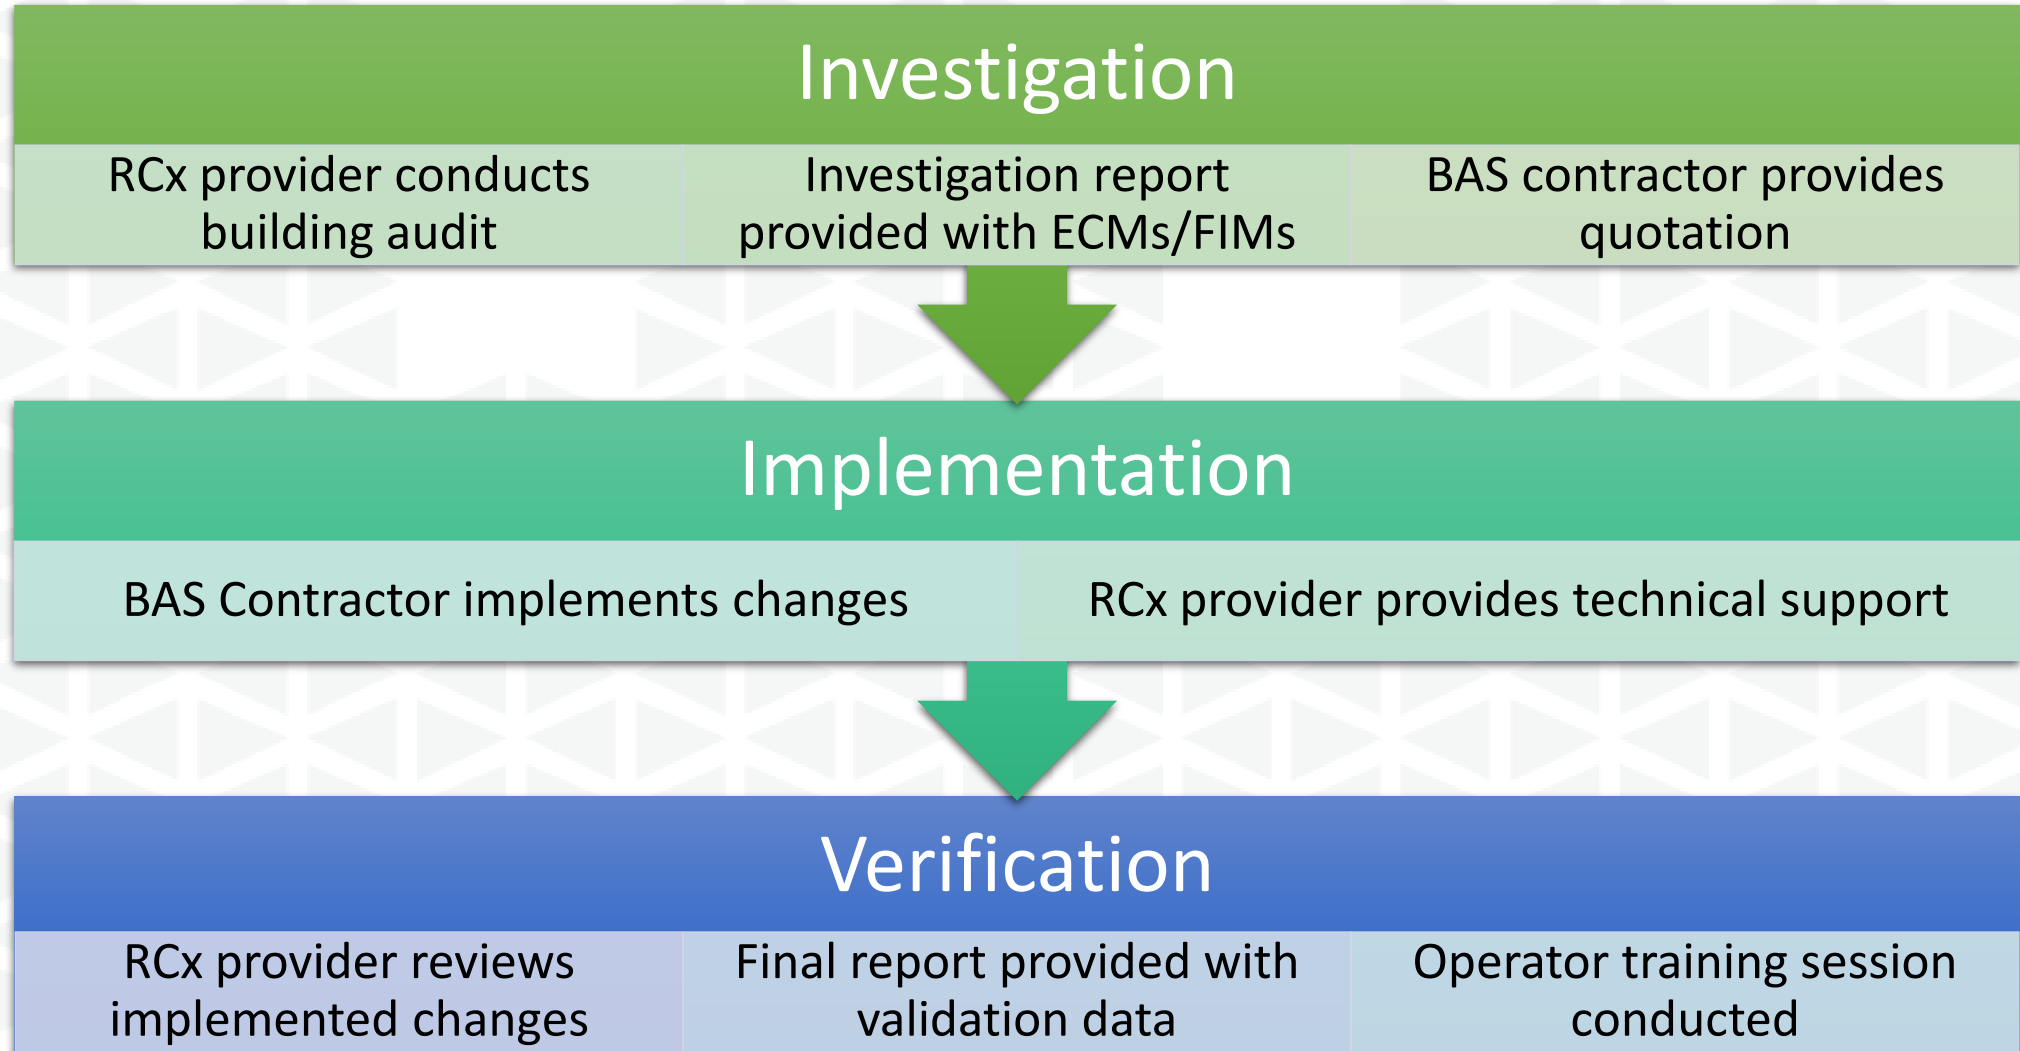 Investigation
RCx provider conducts
building audit
Investigation report
provided with ECMs/FIMs
BAS contractor provides
quotation
Implementation
BAS Contractor implements changes
RCx provider provides technical support
Verification
RCx provider reviews
implemented changes
Final report provided with
validation data
Operator training session
conducted